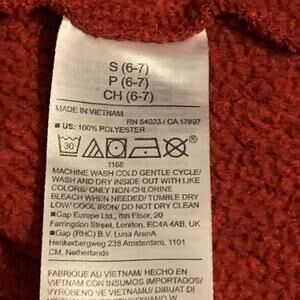 S (6-7)
P (6-7)
CH (6-7)
MADE IN VIETNAM
RN 54023 / CA 17897
US: 100% POLYESTER
30
1166
MACHINE WASH COLD GENTLE CYCLE/
WASH AND DRY INSIDE OUT WITH LIKE
COLORS/ ONLY NON-CHLORINE
BLEACH WHEN NEEDED/ TUMBLE DRY
LOW/ COOL IRON/ DO NOT DRY CLEAN
Gap Europe Ltd., 8th Floor, 20
Farringdon Street, London, EC4A 4AB, UK
Gap (RHC) B.V. Luna ArenA
Herikerbergweg 238 Amsterdam, 1101
CM, Netherlands
FABRIQUÉ AU VIETNAM/ HECHO EN
VIETNAM CON INSUMOS IMPORTADOS/
VYROBENO VE VIETNAMU/ DIBUAT DI